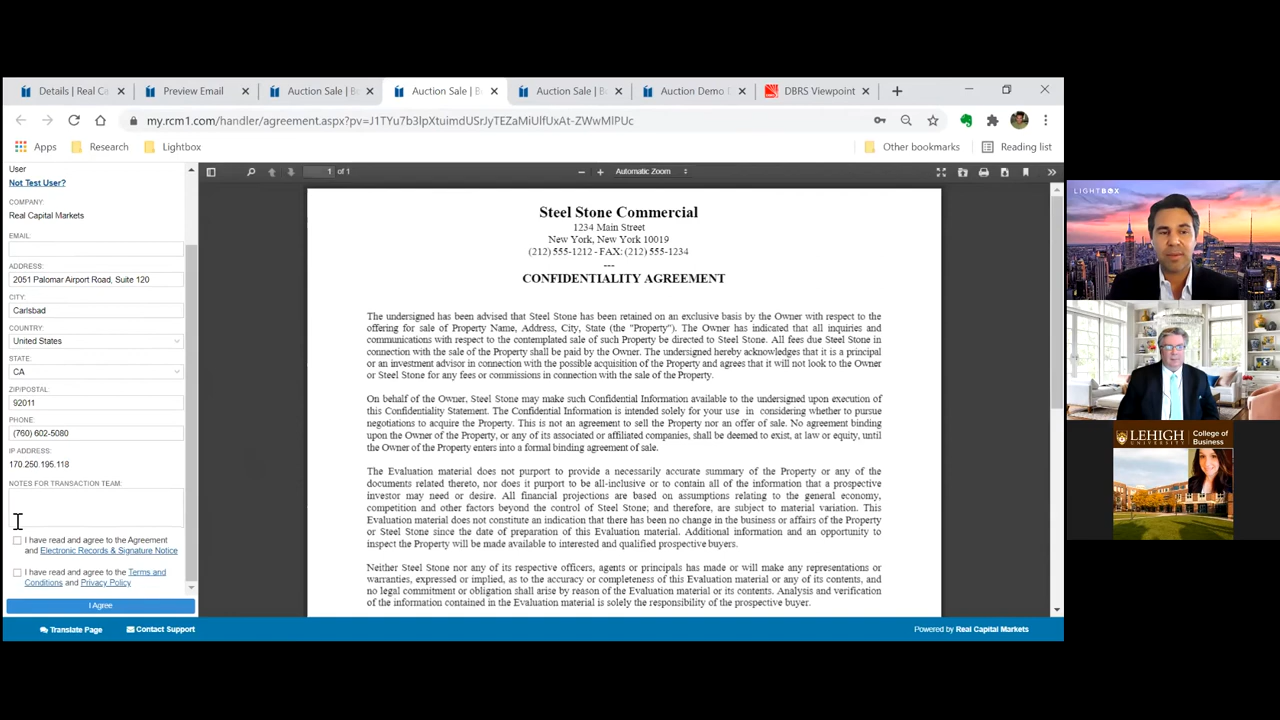 Details | Real Ca
Preview Email
Auction Sale | B
Auction Sale | B
Auction Sale | B
Auction Demo D
DBRS Viewpoint
my.rcm1.com/handler/agreement.aspx?pv=
Apps
Research
Lightbox
Other bookmarks
Reading list
User
Not Test User?
COMPANY:
Real Capital Markets
EMAIL:
ADDRESS:
2051 Palomar Airport Road, Suite 120
CITY:
Carlsbad
COUNTRY:
United States
STATE:
CA
ZIP/POSTAL:
92011
PHONE:
(760) 602-5080
IP ADDRESS:
170.250.195.118
NOTES FOR TRANSACTION TEAM:
I have read and agree to the Agreement
and Electronic Records & Signature Notice
I have read and agree to the Terms and
Conditions and Privacy Policy
I Agree
1 of 1
Automatic Zoom
Steel Stone Commercial
1234 Main Street
New York, New York 10019
(212) 555-1212 - FAX: (212) 555-1234
---
CONFIDENTIALITY AGREEMENT
The undersigned has been advised that Steel Stone has been retained on an exclusive basis by the Owner with respect to the
offering for sale of Property Name, Address, City, State (the "Property"). The Owner has indicated that all inquiries and
communications with respect to the contemplated sale of such Property be directed to Steel Stone. All fees due Steel Stone in
connection with the sale of the Property shall be paid by the Owner. The undersigned hereby acknowledges that it is a principal
or an investment advisor in connection with the possible acquisition of the Property and agrees that it will not look to the Owner
or Steel Stone for any fees or commissions in connection with the sale of the Property.
On behalf of the Owner, Steel Stone may make such Confidential Information available to the undersigned upon execution of
this Confidentiality Statement. The Confidential Information is intended solely for your use in considering whether to pursue
negotiations to acquire the Property. This is not an agreement to sell the Property nor an offer of sale. No agreement binding
upon the Owner of the Property, or any of its associated or affiliated companies, shall be deemed to exist, at law or equity, until
the Owner of the Property enters into a formal binding agreement of sale.
The Evaluation material does not purport to provide a necessarily accurate summary of the Property or any of the
documents related thereto, nor does it purport to be all-inclusive or to contain all of the information that a prospective
investor may need or desire. All financial projections are based on assumptions relating to the general economy,
competition and other factors beyond the control of Steel Stone; and therefore, are subject to material variation. This
Evaluation material does not constitute an indication that there has been no change in the business or affairs of the Property
or Steel Stone since the date of preparation of this Evaluation material. Additional information and an opportunity to
inspect the Property will be made available to interested and qualified prospective buyers.
Neither Steel Stone nor any of its respective officers, agents or principals has made or will make any representations or
warranties, expressed or implied, as to the accuracy or completeness of this Evaluation material or any of its contents, and
no legal commitment or obligation shall arise by reason of the Evaluation material or its contents. Analysis and verification
of the information contained in the Evaluation material is solely the responsibility of the prospective buyer.
Translate Page
Contact Support
Powered by Real Capital Markets
LIGHTBOX
LEHIGH
UNIVERSITY
College of
Business